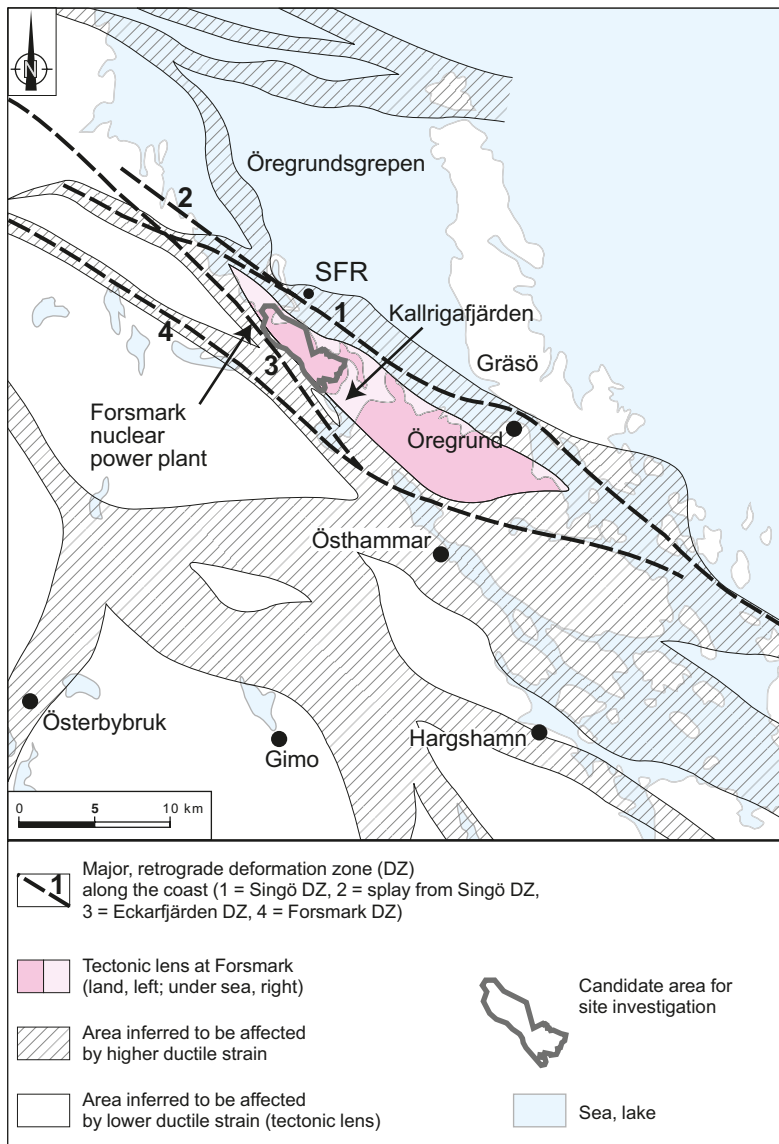 N
Öregrundsgrepen
2
SFR
1
Kallrigafjärden
4
3
Gräsö
Forsmark
nuclear
power plant
Öregrund
Östhammar
Österbybruk
Gimo
Hargshamn
0 5 10 km
1
Major, retrograde deformation zone (DZ)
along the coast (1 = Singö DZ, 2 = splay from Singö DZ,
3 = Eckarfjärden DZ, 4 = Forsmark DZ)
Tectonic lens at Forsmark
(land, left; under sea, right)
Candidate area for
site investigation
Area inferred to be affected
by higher ductile strain
Area inferred to be affected
by lower ductile strain (tectonic lens)
Sea, lake